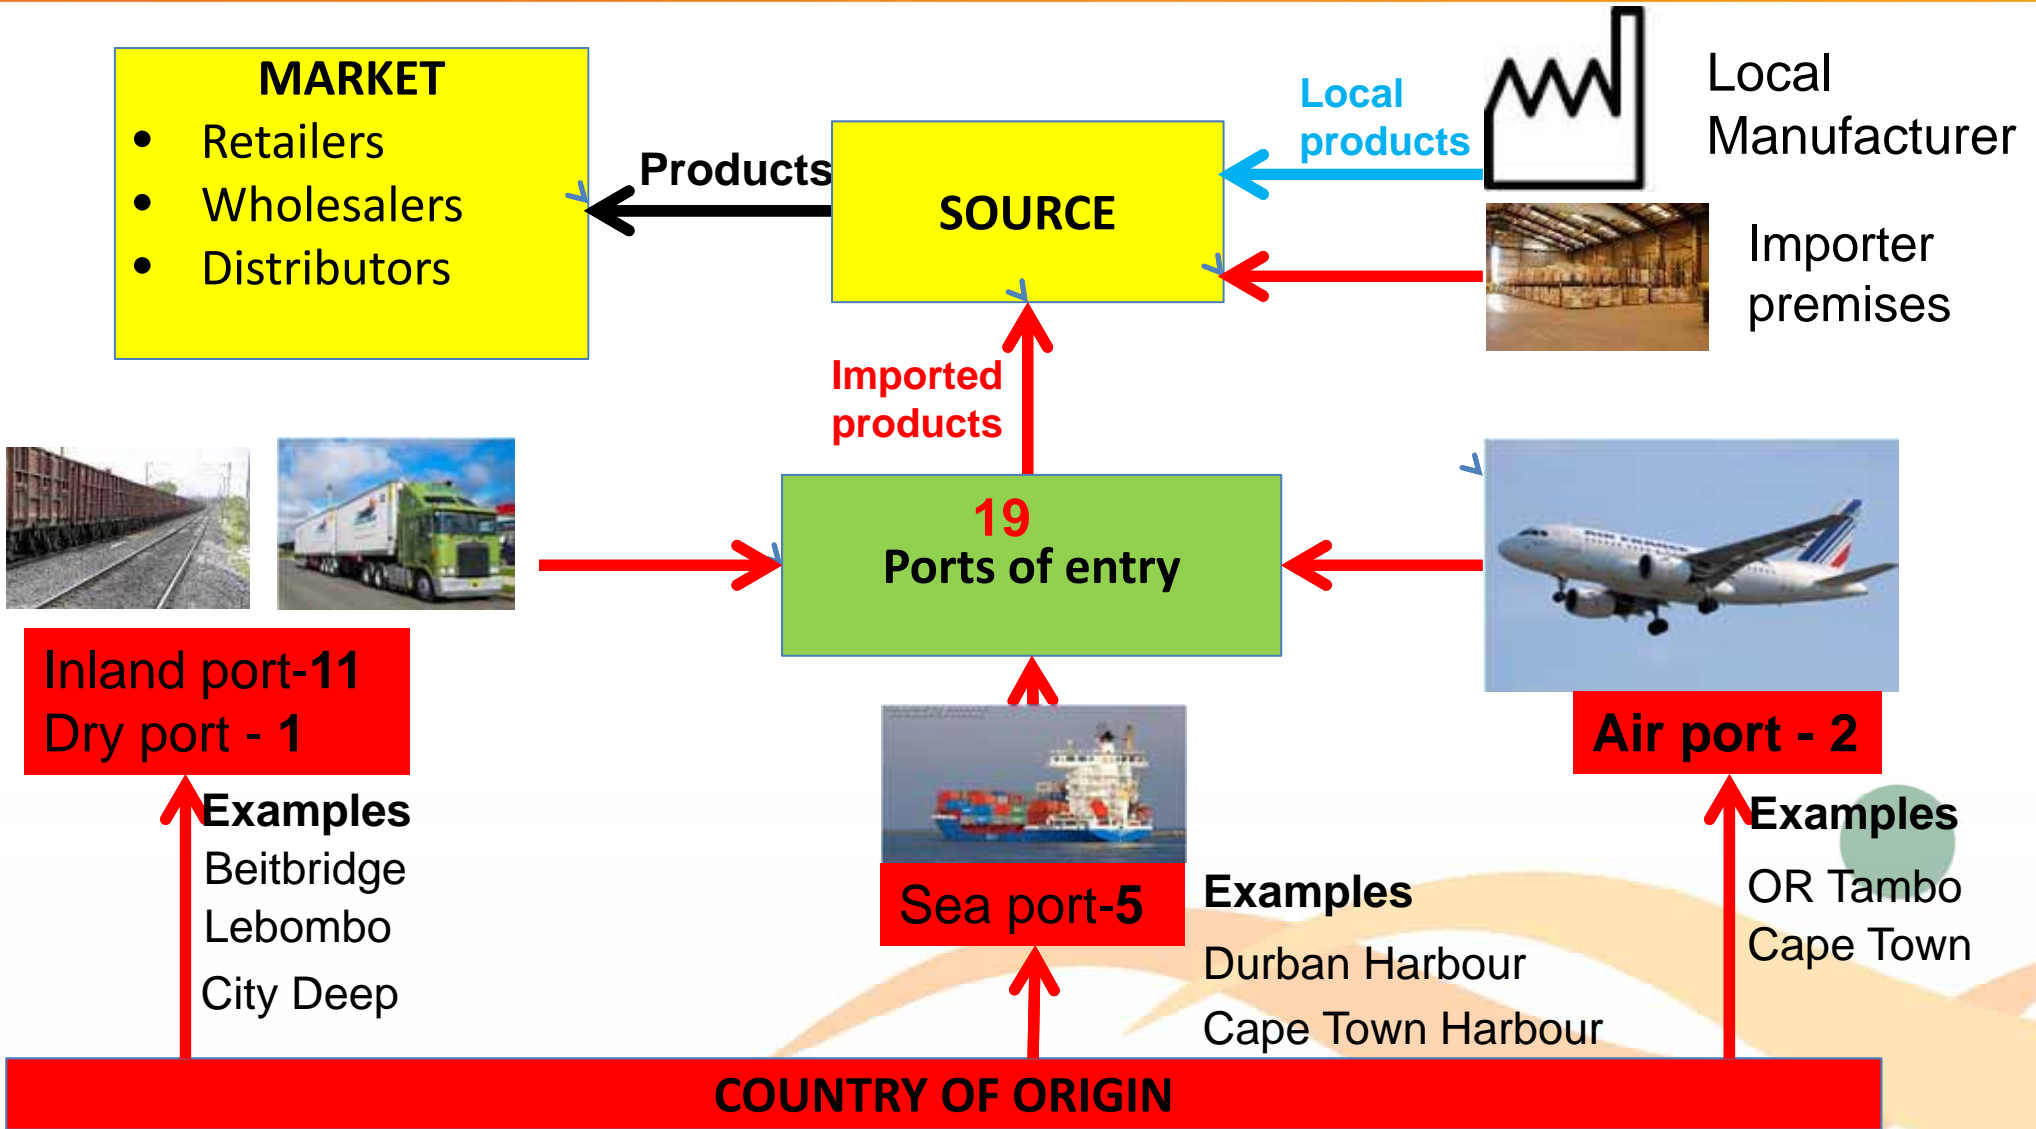 MARKET
• Retailers
• Wholesalers
• Distributors
Products
SOURCE
Local
products
Local
Manufacturer
Importer
premises
Imported
products
19
Ports of entry
Inland port-11
Dry port - 1
Examples
Beitbridge
Lebombo
City Deep
Sea port-5
Examples
Durban Harbour
Cape Town Harbour
AIR FRANCE
Air port - 2
Examples
OR Tambo
Cape Town
COUNTRY OF ORIGIN